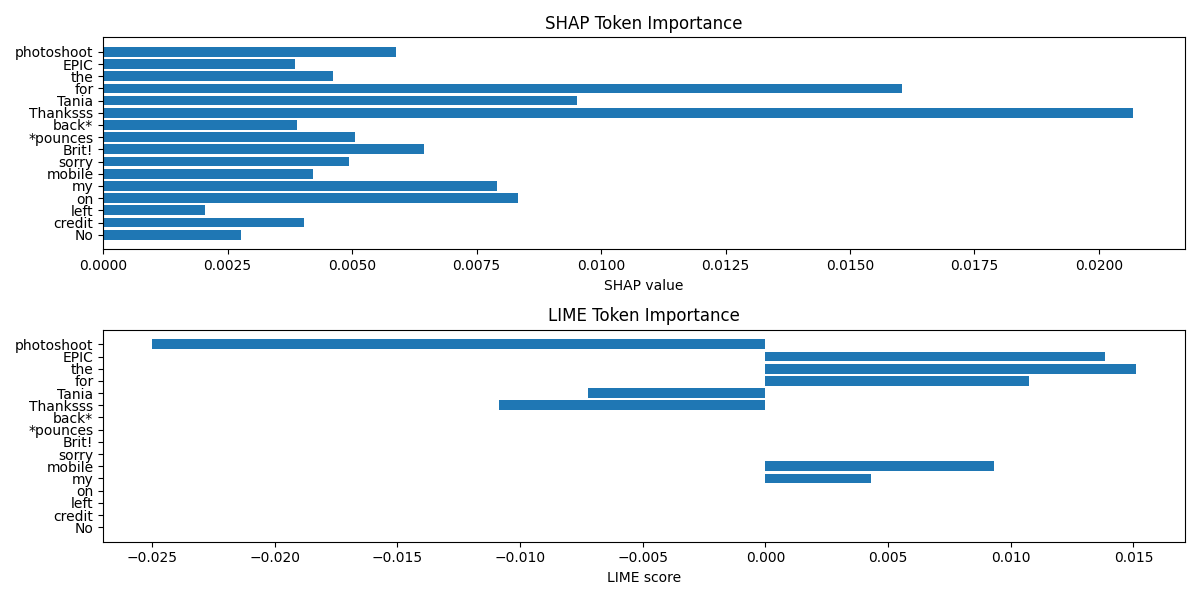 SHAP Token Importance
photoshoot
EPIC
the
for
Tania
Thanksss
back*
*pounces
Brit!
sorry
mobile
my
on
left
credit
No
0.0000 0.0025 0.0050 0.0075 0.0100 0.0125 0.0150 0.0175 0.0200
SHAP value
LIME Token Importance
photoshoot
EPIC
the
for
Tania
Thanksss
back*
*pounces
Brit!
sorry
mobile
my
on
left
credit
No
−0.025 −0.020 −0.015 −0.010 −0.005 0.000 0.005 0.010 0.015
LIME score